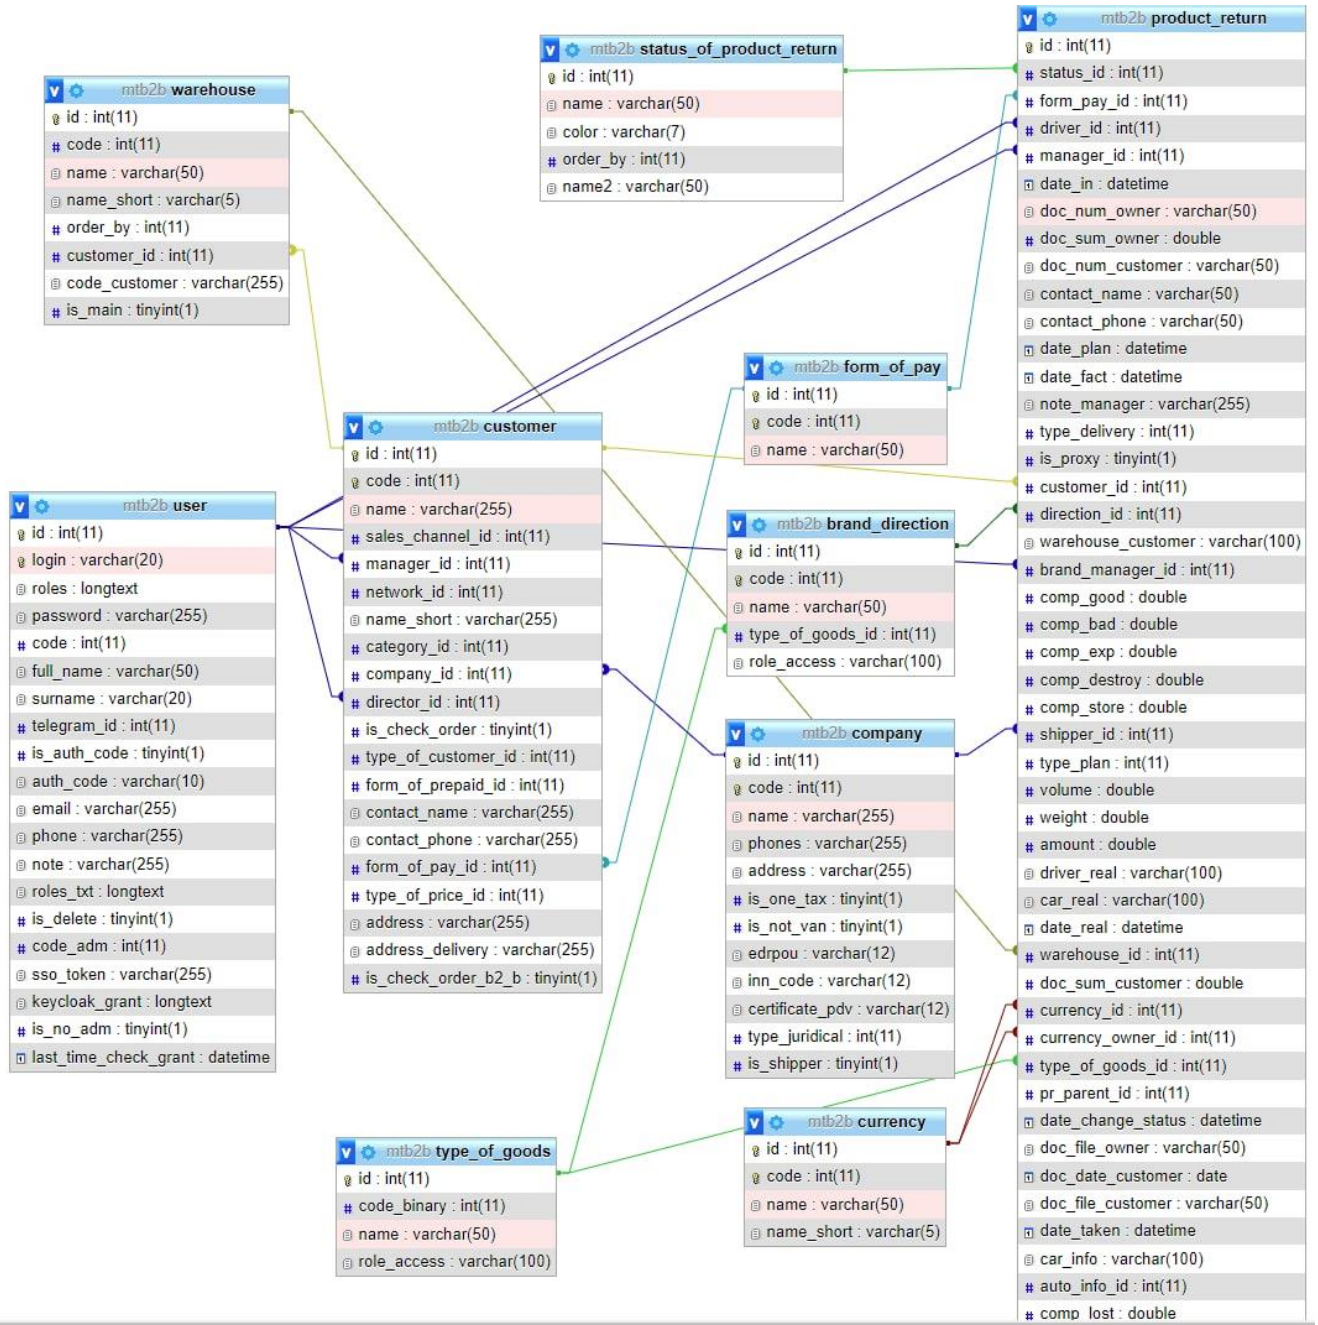 mtb2b warehouse
id : int(11)
code : int(11)
name : varchar(50)
name_short : varchar(5)
order_by : int(11)
customer_id : int(11)
code_customer : varchar(255)
is_main : tinyint(1)
mtb2b status_of_product_return
id : int(11)
name : varchar(50)
color : varchar(7)
order_by : int(11)
name2 : varchar(50)
mtb2b product_return
id : int(11)
status_id : int(11)
form_pay_id : int(11)
driver_id : int(11)
manager_id : int(11)
date_in : datetime
doc_num_owner : varchar(50)
doc_sum_owner : double
doc_num_customer : varchar(50)
contact_name : varchar(50)
contact_phone : varchar(50)
date_plan : datetime
date_fact : datetime
note_manager : varchar(255)
type_delivery : int(11)
is_proxy : tinyint(1)
customer_id : int(11)
direction_id : int(11)
warehouse_customer : varchar(100)
brand_manager_id : int(11)
comp_good : double
comp_bad : double
comp_exp : double
comp_destroy : double
comp_store : double
shipper_id : int(11)
type_plan : int(11)
volume : double
weight : double
amount : double
driver_real : varchar(100)
car_real : varchar(100)
date_real : datetime
warehouse_id : int(11)
doc_sum_customer : double
currency_id : int(11)
currency_owner_id : int(11)
type_of_goods_id : int(11)
pr_parent_id : int(11)
date_change_status : datetime
doc_file_owner : varchar(50)
doc_date_customer : date
doc_file_customer : varchar(50)
date_taken : datetime
car_info : varchar(100)
auto_info_id : int(11)
comp_lost : double
mtb2b form_of_pay
id : int(11)
code : int(11)
name : varchar(50)
mtb2b customer
id : int(11)
code : int(11)
name : varchar(255)
sales_channel_id : int(11)
manager_id : int(11)
network_id : int(11)
name_short : varchar(255)
category_id : int(11)
company_id : int(11)
director_id : int(11)
is_check_order : tinyint(1)
type_of_customer_id : int(11)
form_of_prepaid_id : int(11)
contact_name : varchar(255)
contact_phone : varchar(255)
form_of_pay_id : int(11)
type_of_price_id : int(11)
address : varchar(255)
address_delivery : varchar(255)
is_check_order_b2_b : tinyint(1)
mtb2b user
id : int(11)
login : varchar(20)
roles : longtext
password : varchar(255)
code : int(11)
full_name : varchar(50)
surname : varchar(20)
telegram_id : int(11)
is_auth_code : tinyint(1)
auth_code : varchar(10)
email : varchar(255)
phone : varchar(255)
note : varchar(255)
roles_txt : longtext
is_delete : tinyint(1)
code_adm : int(11)
sso_token : varchar(255)
keycloak_grant : longtext
is_no_adm : tinyint(1)
last_time_check_grant : datetime
mtb2b brand_direction
id : int(11)
code : int(11)
name : varchar(50)
type_of_goods_id : int(11)
role_access : varchar(100)
mtb2b company
id : int(11)
code : int(11)
name : varchar(255)
phones : varchar(255)
address : varchar(255)
is_one_tax : tinyint(1)
is_not_van : tinyint(1)
edrpou : varchar(12)
inn_code : varchar(12)
certificate_pdv : varchar(12)
type_juridical : int(11)
is_shipper : tinyint(1)
mtb2b type_of_goods
id : int(11)
code_binary : int(11)
name : varchar(50)
role_access : varchar(100)
mtb2b currency
id : int(11)
code : int(11)
name : varchar(50)
name_short : varchar(5)